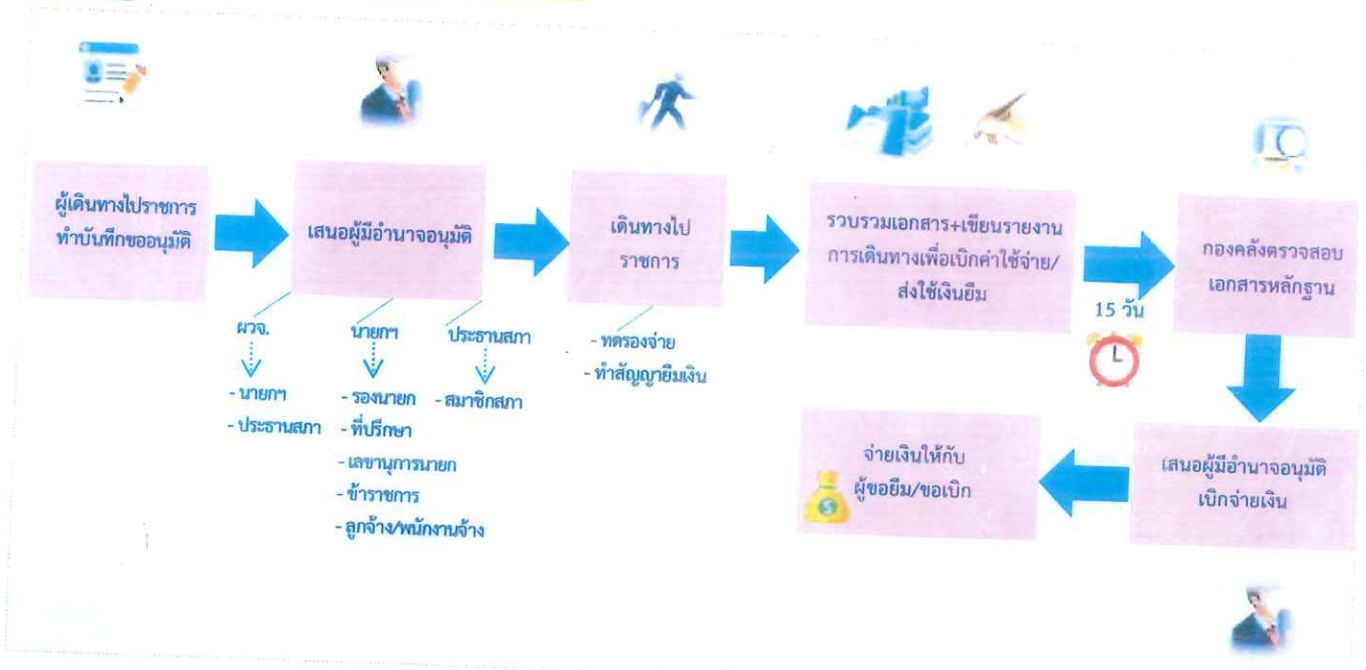 ผู้เดินทางไปราชการ
ทำบันทึกขออนุมัติ
เสนอผู้มีอำนาจอนุมัติ
ผวจ.
- นายกฯ
- ประธานสภา
นายกฯ
- รองนายก
- ที่ปรึกษา
- เลขานุการนายก
- ข้าราชการ
- ลูกจ้าง/พนักงานจ้าง
ประธานสภา
- สมาชิกสภา
เดินทางไป
ราชการ
- ทดรองจ่าย
- ทำสัญญายืมเงิน
รวบรวมเอกสาร+เขียนรายงาน
การเดินทางเพื่อเบิกค่าใช้จ่าย/
ส่งใช้เงินยืม
15 วัน
กองคลังตรวจสอบ
เอกสารหลักฐาน
เสนอผู้มีอำนาจอนุมัติ
เบิกจ่ายเงิน
จ่ายเงินให้กับ
ผู้ขอยืม/ขอเบิก
$